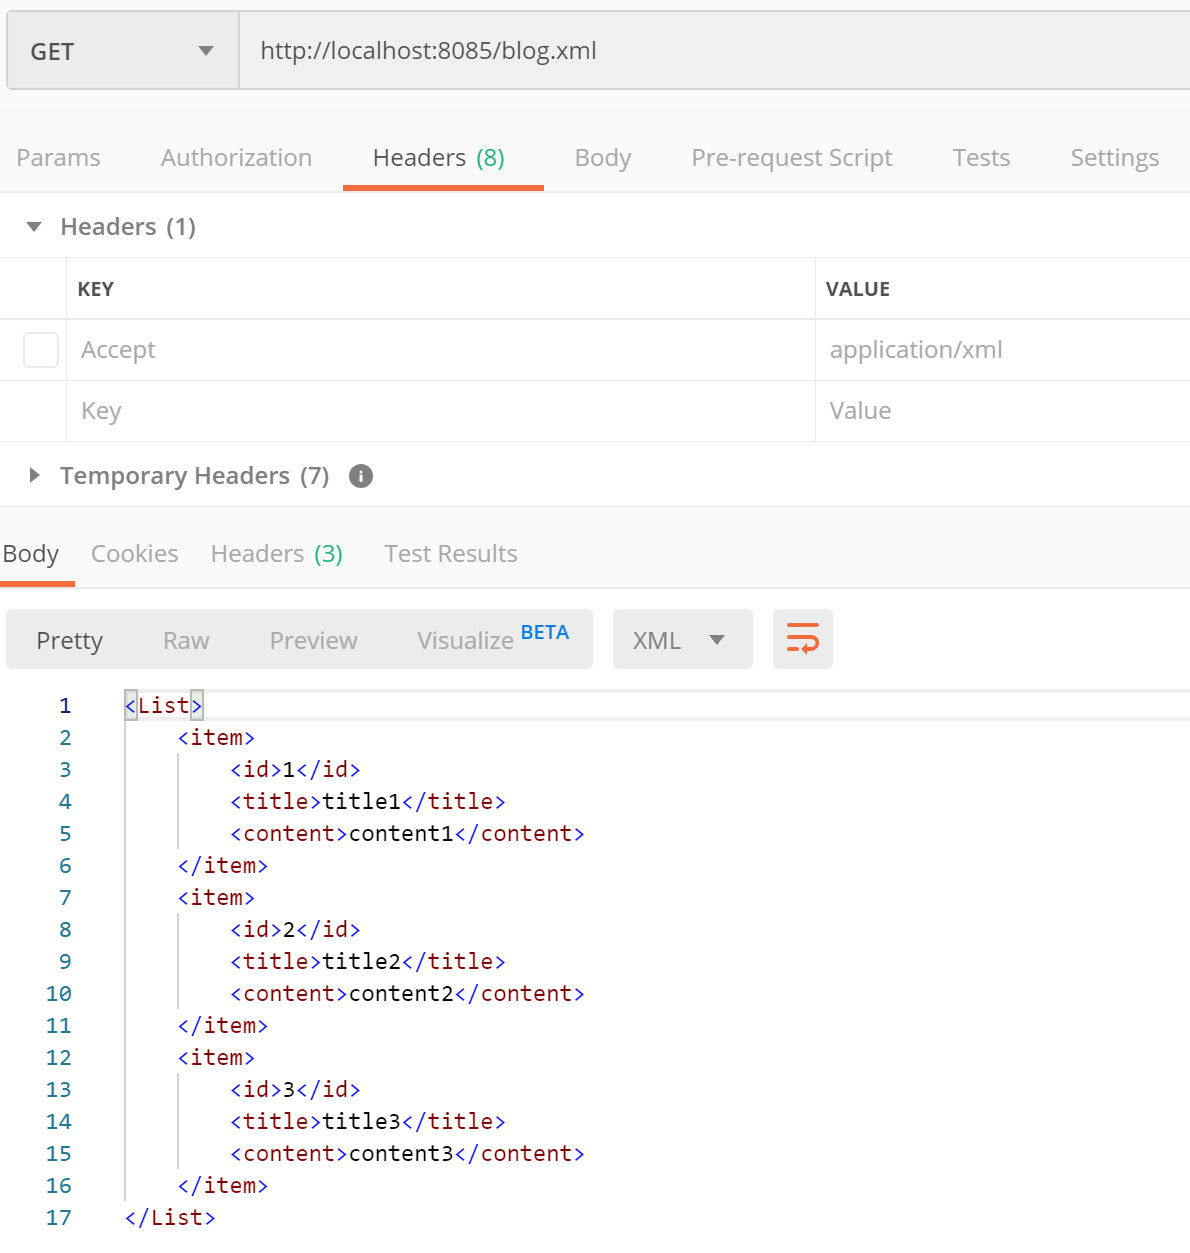 GET http://localhost:8085/blog.xml
Params Authorization Headers (8) Body Pre-request Script Tests Settings
Headers (1)
KEY VALUE
Accept application/xml
Key Value
Temporary Headers (7) i
Body Cookies Headers (3) Test Results
Pretty Raw Preview Visualize BETA XML
1 <List>
2 <item>
3 <id>1</id>
4 <title>title1</title>
5 <content>content1</content>
6 </item>
7 <item>
8 <id>2</id>
9 <title>title2</title>
10 <content>content2</content>
11 </item>
12 <item>
13 <id>3</id>
14 <title>title3</title>
15 <content>content3</content>
16 </item>
17 </List>